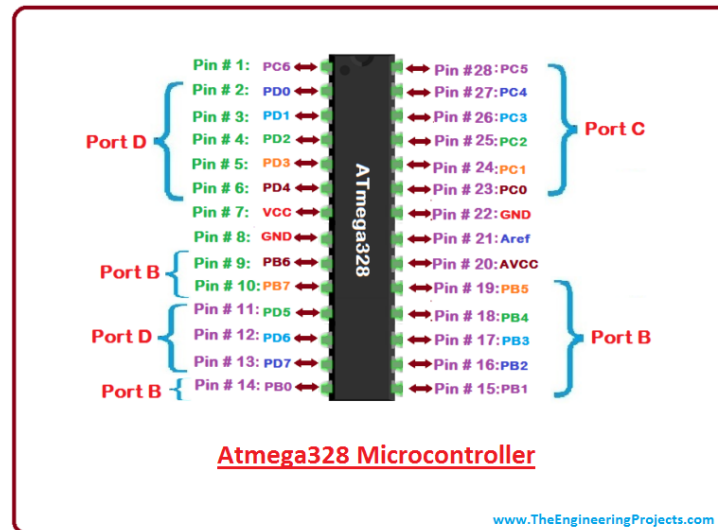 Pin # 1: PC6
Pin # 2: PD0
Pin # 3: PD1
Port D
Pin # 4: PD2
Pin # 5: PD3
Pin # 6: PD4
Pin # 7: VCC
Pin # 8: GND
Pin # 9: PB6
Port B
Pin # 10: PB7
Pin # 11: PD5
Port D
Pin # 12: PD6
Pin # 13: PD7
Port B
Pin # 14: PB0
ATmega328
Pin #28: PC5
Pin # 27: PC4
Pin # 26: PC3
Port C
Pin # 25: PC2
Pin # 24: PC1
Pin # 23: PC0
Pin # 22: GND
Pin # 21: Aref
Pin # 20: AVCC
Pin # 19: PB5
Pin # 18: PB4
Pin # 17: PB3
Port B
Pin # 16: PB2
Pin # 15: PB1
Atmega328 Microcontroller
www.TheEngineeringProjects.com